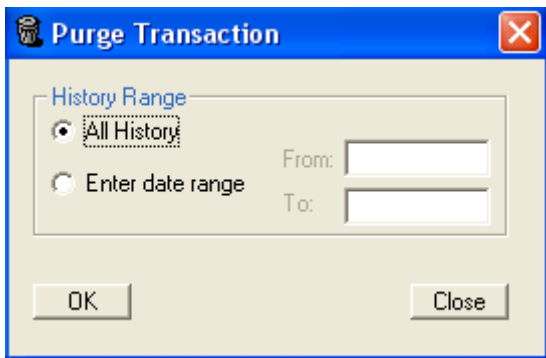 Purge Transaction
History Range
All History
From:
Enter date range
To:
OK Close